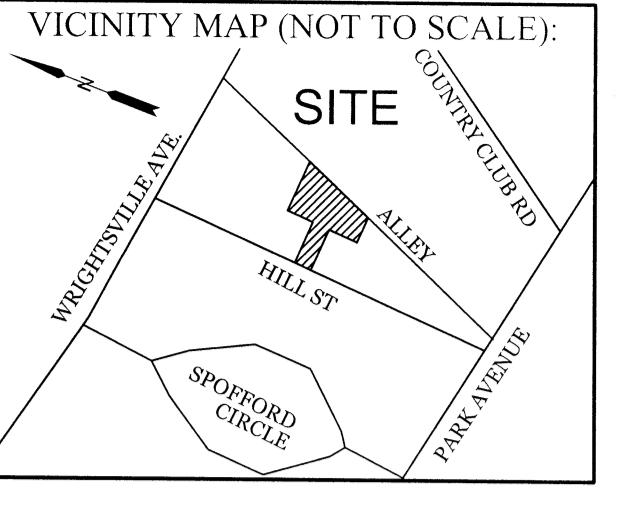 VICINITY MAP (NOT TO SCALE):
N
SITE
COUNTRY CLUB RD
WRIGHTSVILLE AVE.
ALLEY
HILL ST
SPOFFORD
CIRCLE
PARK AVENUE